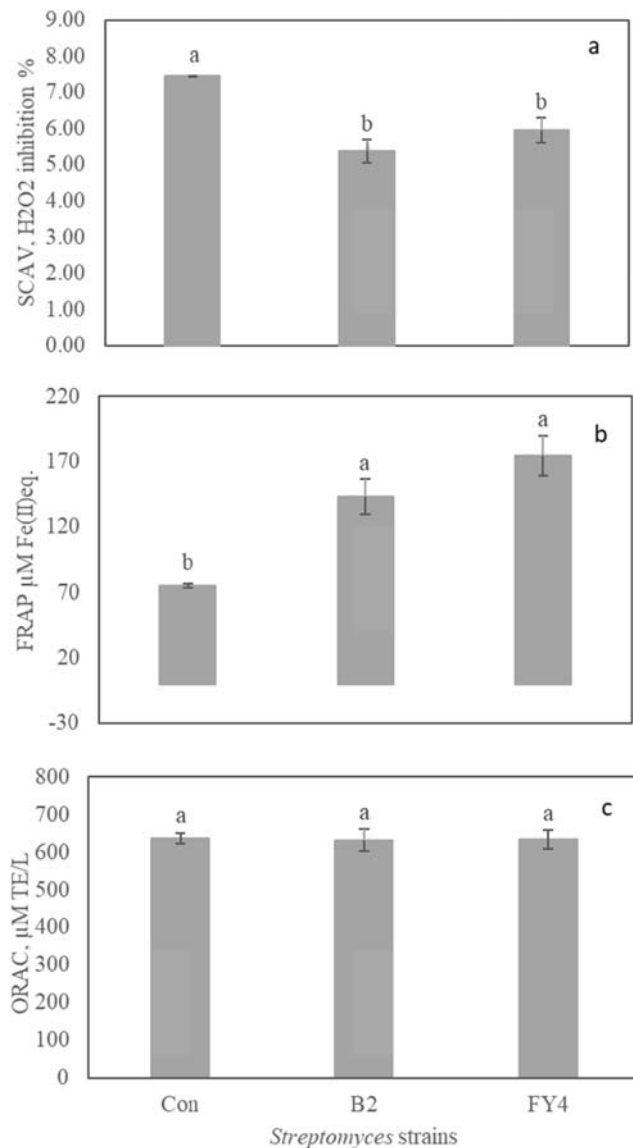 SCAV, H2O2 inhibition %
9.00
8.00
7.00
6.00
5.00
4.00
3.00
2.00
1.00
0.00
a
b
b
a
FRAP µM Fe(II)eq.
220
170
120
70
20
-30
b
a
a
b
ORAC, µM TE/L
800
700
600
500
400
300
200
100
0
a
a
a
c
Con B2 FY4
Streptomyces strains